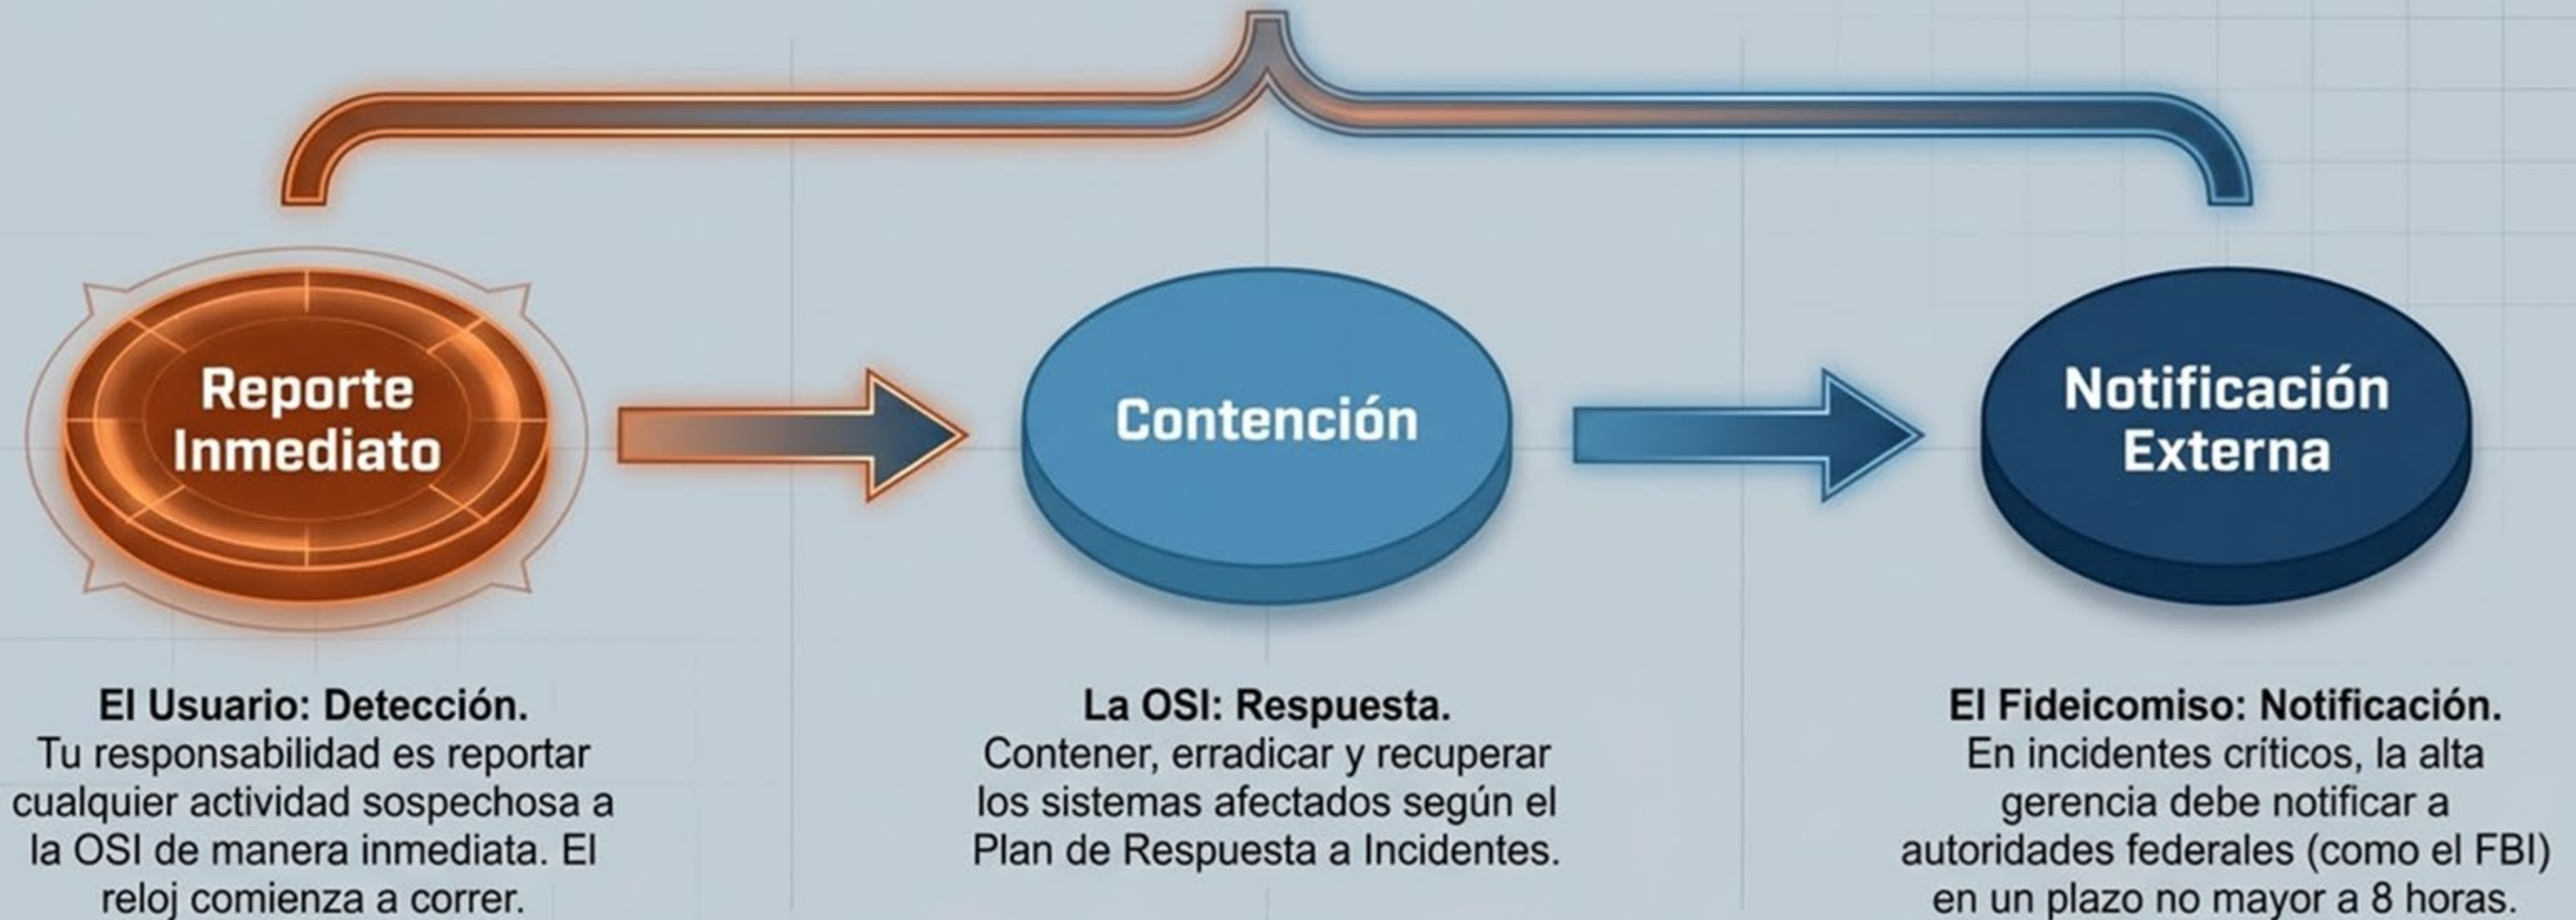 Reporte
Inmediato
Contención
Notificación
Externa
El Usuario: Detección.
Tu responsabilidad es reportar
cualquier actividad sospechosa a
la OSI de manera inmediata. El
reloj comienza a correr.
La OSI: Respuesta.
Contener, erradicar y recuperar
los sistemas afectados según el
Plan de Respuesta a Incidentes.
El Fideicomiso: Notificación.
En incidentes críticos, la alta
gerencia debe notificar a
autoridades federales (como el FBI)
en un plazo no mayor a 8 horas.